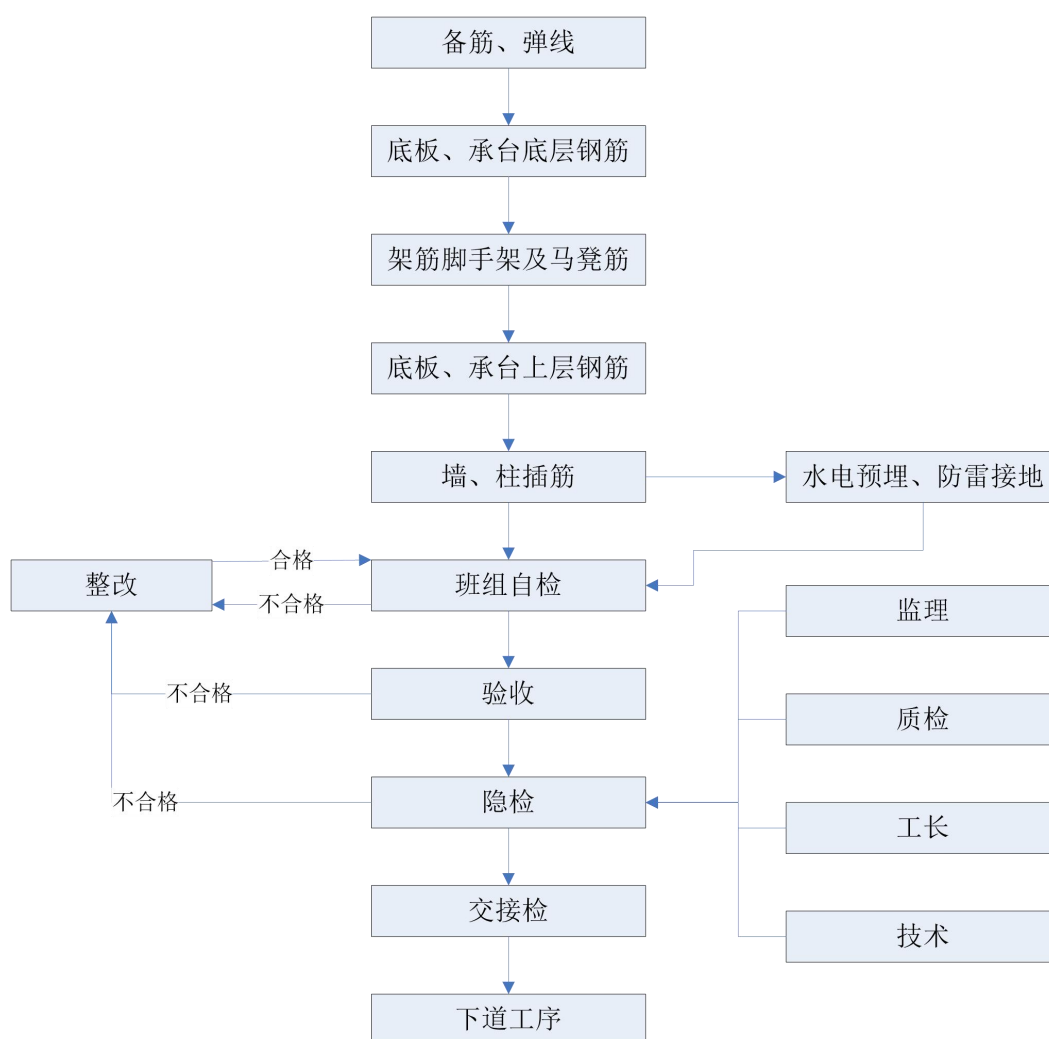 备筋、弹线
底板、承台底层钢筋
架筋脚手架及马凳筋
底板、承台上层钢筋
墙、柱插筋
水电预埋、防雷接地
合格
整改
班组自检
不合格
监理
不合格
验收
质检
不合格
隐检
工长
交接检
技术
下道工序